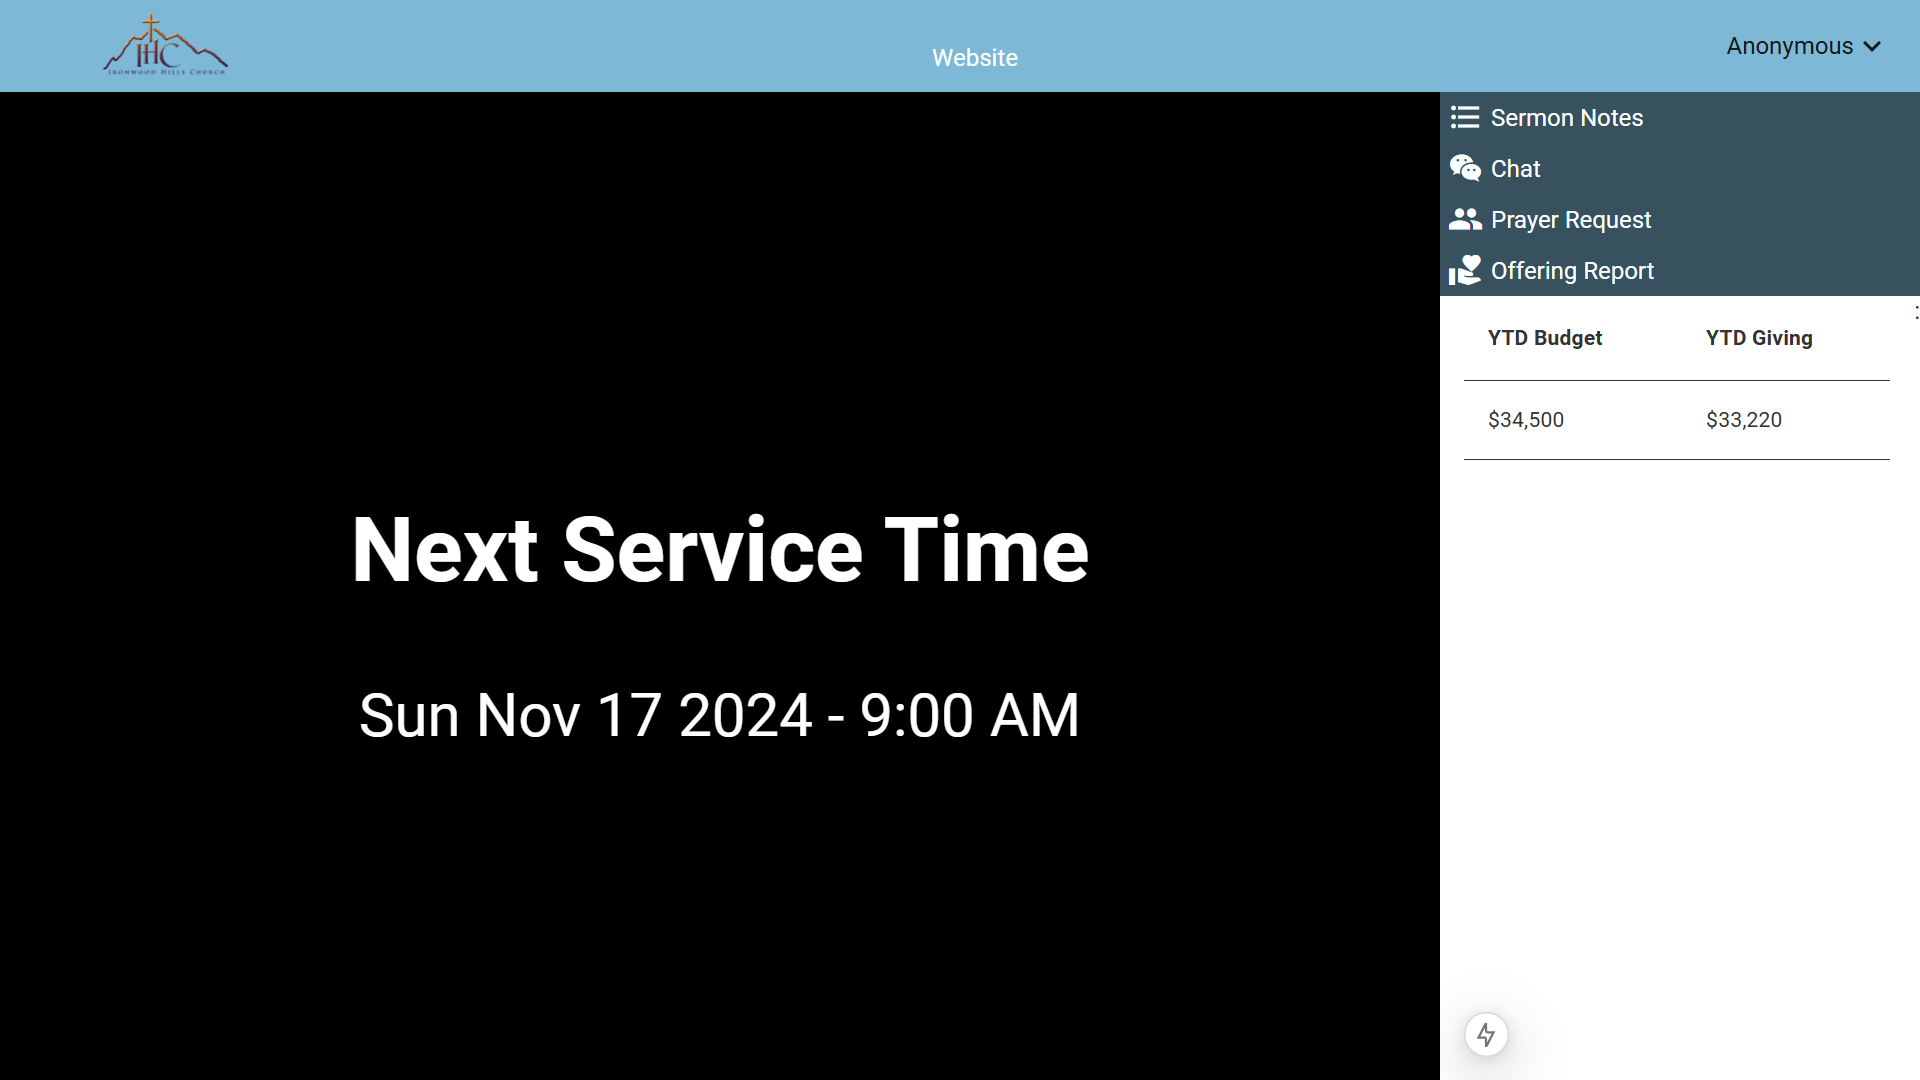 IHC
Ironwood Hills Church
Website
Anonymous
Sermon Notes
Chat
Prayer Request
Offering Report
:
YTD Budget YTD Giving
$34,500 $33,220
Next Service Time
Sun Nov 17 2024 - 9:00 AM